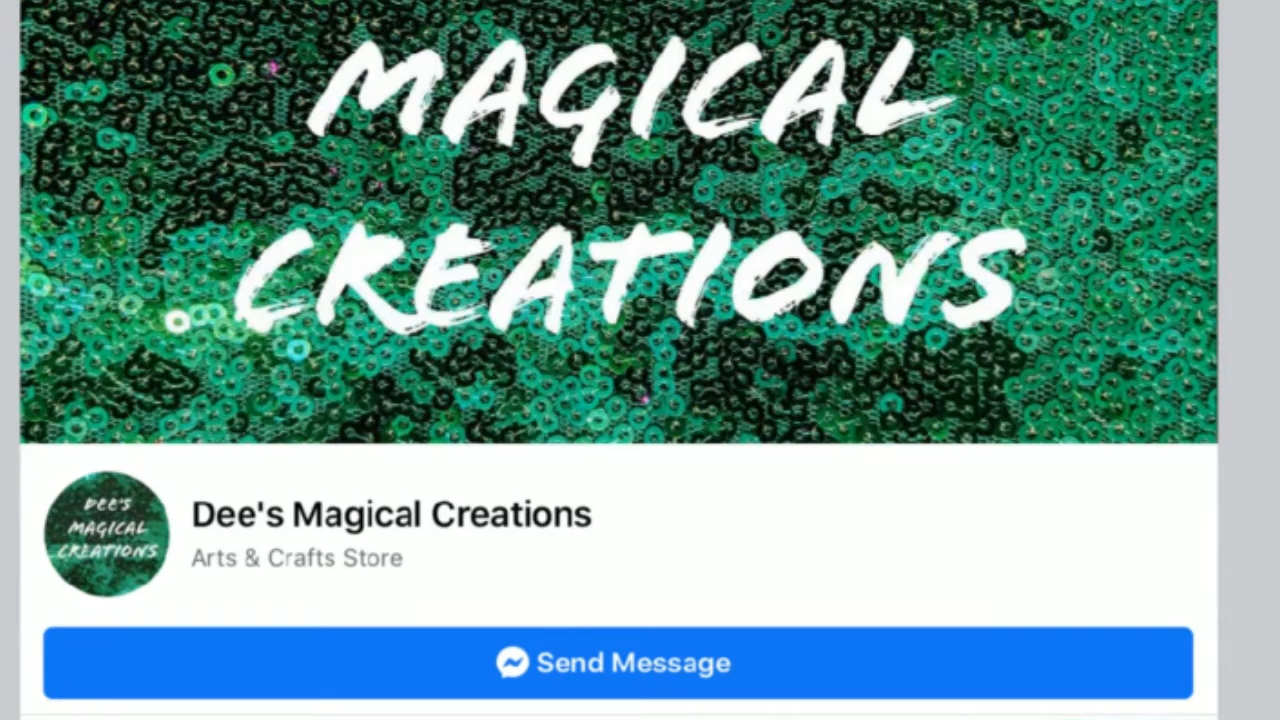 MAGICAL
CREATIONS
DEE'S
MAGICAL
CREATIONS
Dee's Magical Creations
Arts & Crafts Store
Send Message